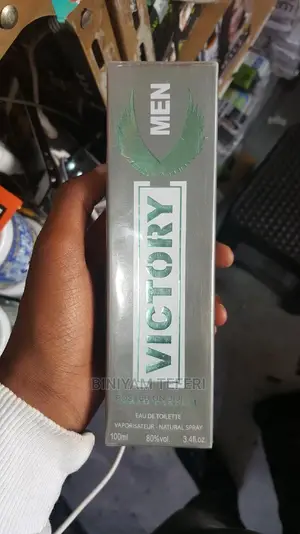 MEN
VICTORY
BINIYAM TEFERI
EAU DE TOILETTE
VAPORISATEUR - NATURAL SPRAY
100ml 80%vol 3.4fl.oz